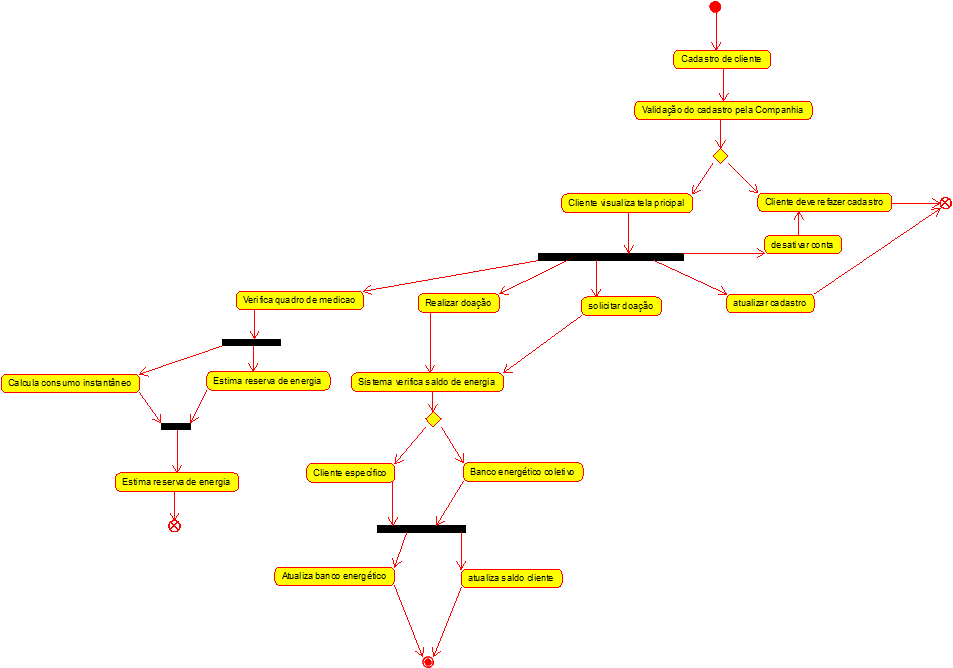 Cadastro de cliente
Validação do cadastro pela Companhia
Cliente visualiza tela pricipal
Cliente deve refazer cadastro
desativar conta
Verifica quadro de medicao
Realizar doação
solicitar doação
atualizar cadastro
Calcula consumo instantâneo
Estima reserva de energia
Sistema verifica saldo de energia
Cliente específico
Banco energético coletivo
Estima reserva de energia
Atualiza banco energético
atualiza saldo cliente